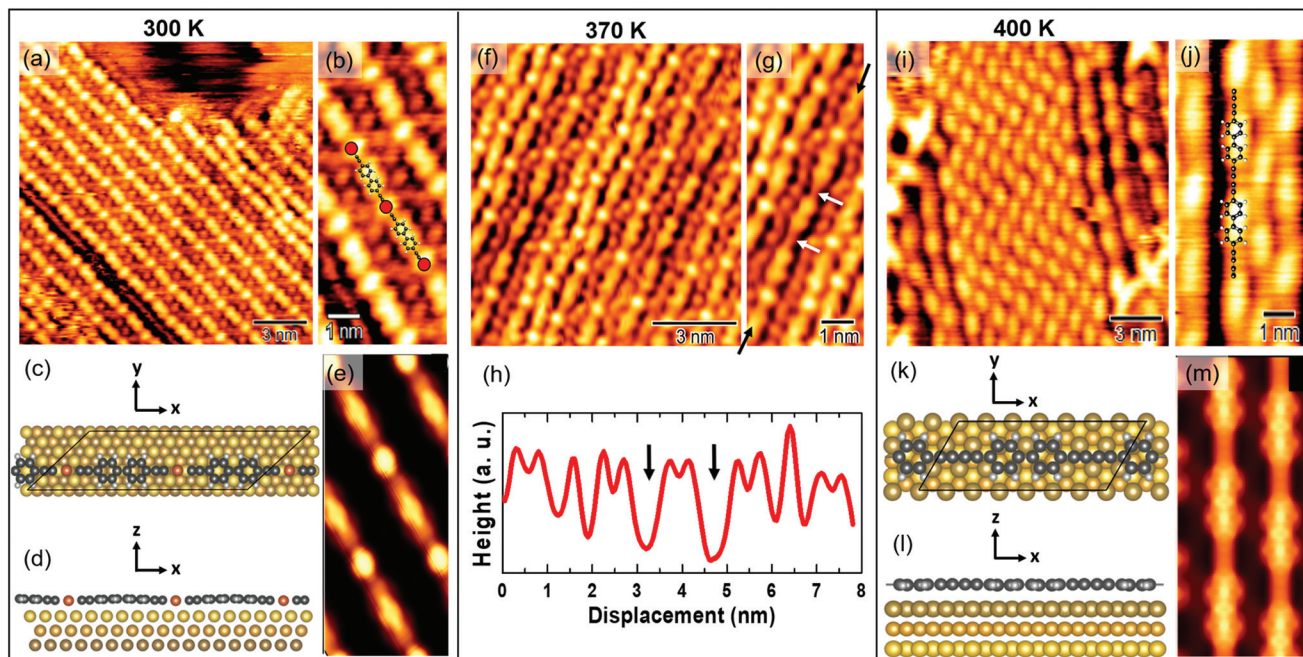 300 K
370 K
400 K
(a)
(b)
3 nm
1 nm
(c)
y
x
(d)
z
x
(e)
(f)
(g)
3 nm
1 nm
(h)
Height (a. u.)
0 1 2 3 4 5 6 7 8
Displacement (nm)
(i)
(j)
3 nm
1 nm
(k)
y
x
(l)
z
x
(m)